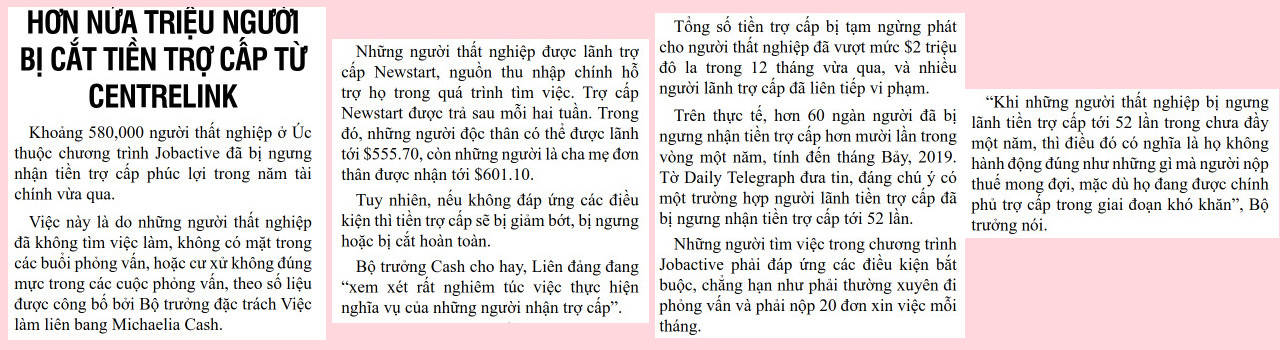 HƠN NỬA TRIỆU NGƯỜI
BỊ CẮT TIỀN TRỢ CẤP TỪ
CENTRELINK
Khoảng 580,000 người thất nghiệp ở Úc
thuộc chương trình Jobactive đã bị ngưng
nhận tiền trợ cấp phúc lợi trong năm tài
chính vừa qua.
Việc này là do những người thất nghiệp
đã không tìm việc làm, không có mặt trong
các buổi phỏng vấn, hoặc cư xử không đúng
mực trong các cuộc phỏng vấn, theo số liệu
được công bố bởi Bộ trưởng đặc trách Việc
làm liên bang Michaelia Cash.
Những người thất nghiệp được lãnh trợ
cấp Newstart, nguồn thu nhập chính hỗ
trợ họ trong quá trình tìm việc. Trợ cấp
Newstart được trả sau mỗi hai tuần. Trong
đó, những người độc thân có thể được lãnh
tới $555.70, còn những người là cha mẹ đơn
thân được nhận tới $601.10.
Tuy nhiên, nếu không đáp ứng các điều
kiện thì tiền trợ cấp sẽ bị giảm bớt, bị ngưng
hoặc bị cắt hoàn toàn.
Bộ trưởng Cash cho hay, Liên đảng đang
“xem xét rất nghiêm túc việc thực hiện
nghĩa vụ của những người nhận trợ cấp”.
Tổng số tiền trợ cấp bị tạm ngừng phát
cho người thất nghiệp đã vượt mức $2 triệu
đô la trong 12 tháng vừa qua, và nhiều
người lãnh trợ cấp đã liên tiếp vi phạm.
Trên thực tế, hơn 60 ngàn người đã bị
ngưng nhận tiền trợ cấp hơn mười lần trong
vòng một năm, tính đến tháng Bảy, 2019.
Tờ Daily Telegraph đưa tin, đáng chú ý có
một trường hợp người lãnh tiền trợ cấp đã
bị ngưng nhận tiền trợ cấp tới 52 lần.
Những người tìm việc trong chương trình
Jobactive phải đáp ứng các điều kiện bắt
buộc, chẳng hạn như phải thường xuyên đi
phỏng vấn và phải nộp 20 đơn xin việc mỗi
tháng.
“Khi những người thất nghiệp bị ngưng
lãnh tiền trợ cấp tới 52 lần trong chưa đầy
một năm, thì điều đó có nghĩa là họ không
hành động đúng như những gì mà người nộp
thuế mong đợi, mặc dù họ đang được chính
phủ trợ cấp trong giai đoạn khó khăn”, Bộ
trưởng nói.